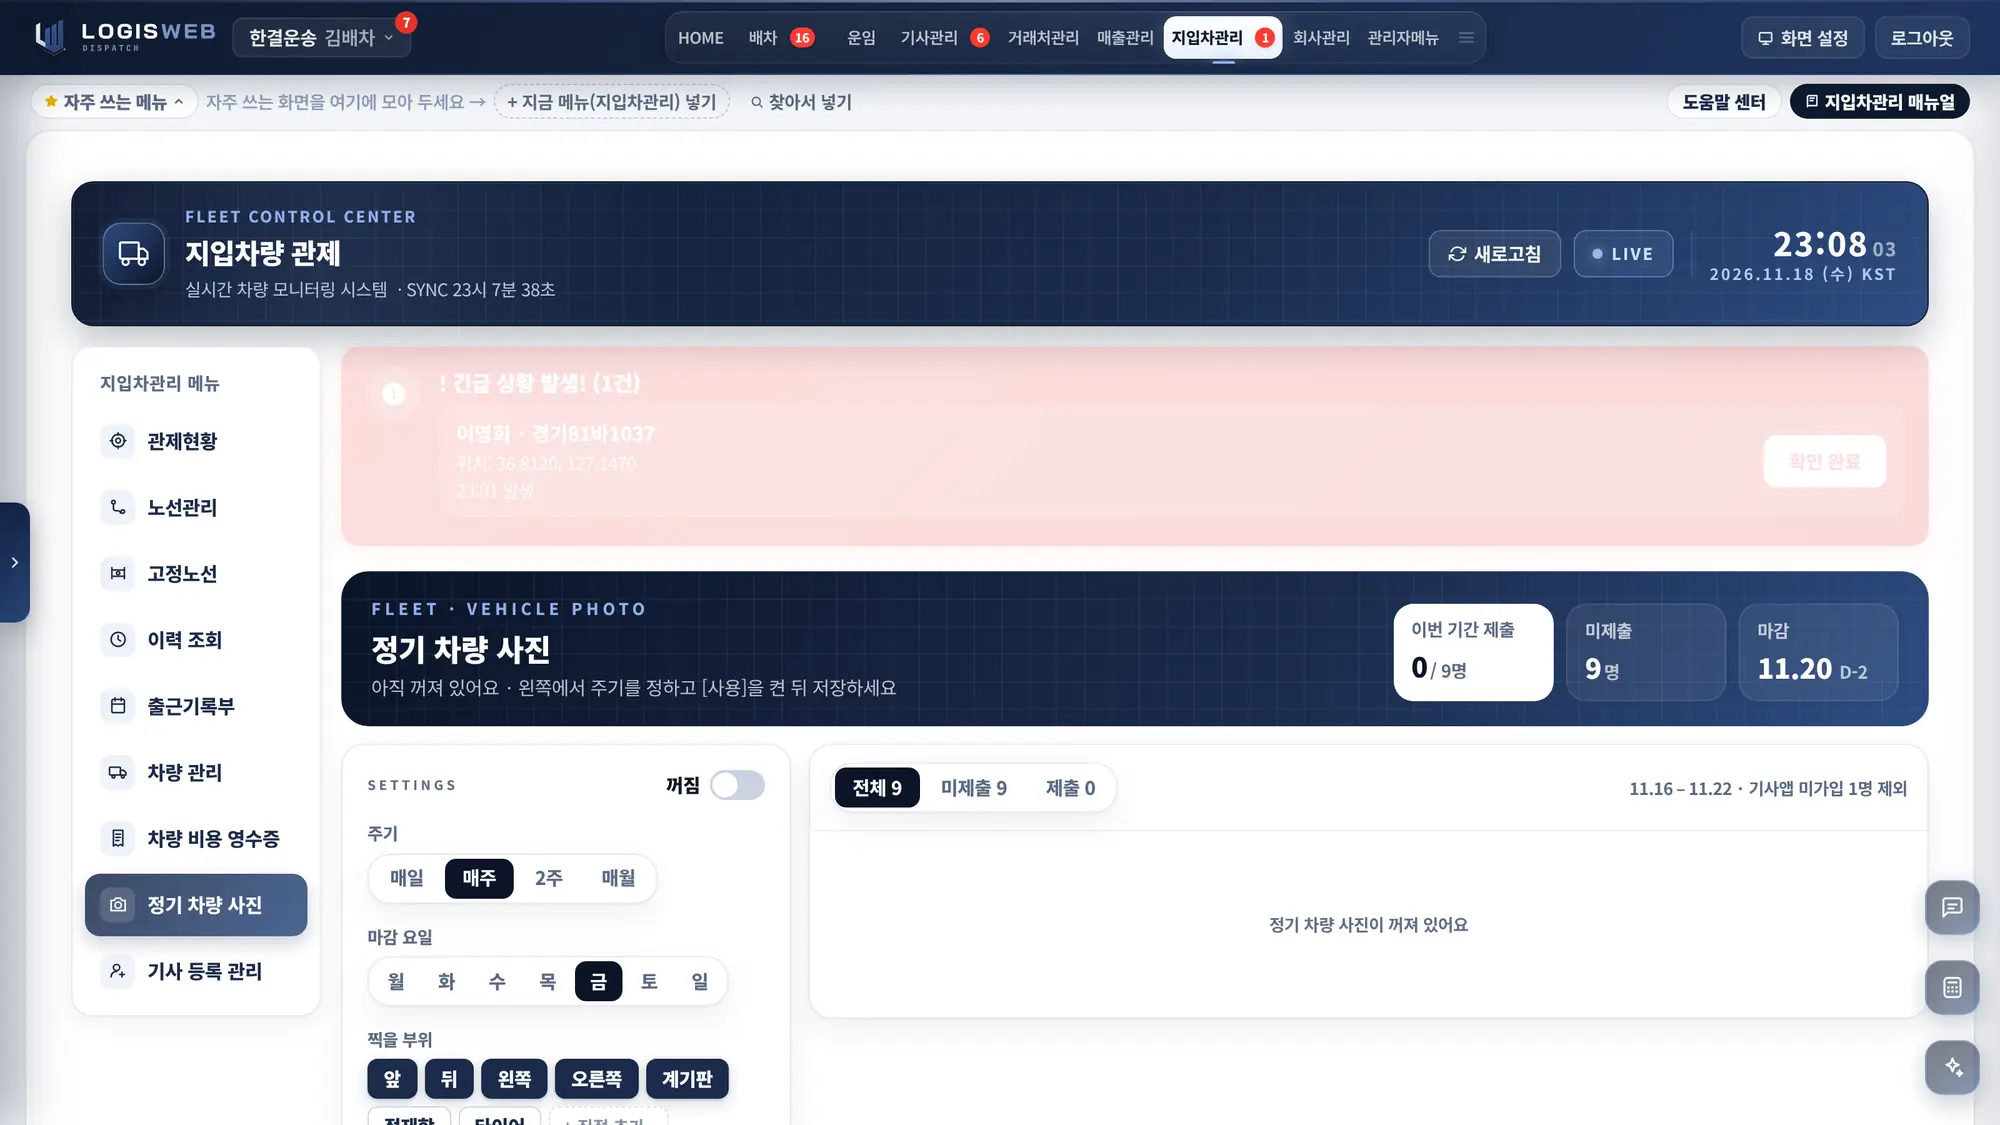 LOGISWEB
DISPATCH
한결운송 김배차
7
HOME
배차 16
운임
기사관리 6
거래처관리
매출관리
지입차관리 1
회사관리
관리자메뉴
화면 설정
로그아웃
자주 쓰는 메뉴
자주 쓰는 화면을 여기에 모아 두세요 →
+ 지금 메뉴(지입차관리) 넣기
찾아서 넣기
도움말 센터
지입차관리 매뉴얼
FLEET CONTROL CENTER
지입차량 관제
실시간 차량 모니터링 시스템 · SYNC 23시 7분 38초
새로고침
LIVE
23:08 03
2026.11.18 (수) KST
지입차관리 메뉴
관제현황
노선관리
고정노선
이력 조회
출근기록부
차량 관리
차량 비용 영수증
정기 차량 사진
기사 등록 관리
! 긴급 상황 발생! (1건)
이영희 · 경기81바1037
위치: 36.8120, 127.1470
23:01 발생
확인 완료
FLEET · VEHICLE PHOTO
정기 차량 사진
아직 꺼져 있어요 · 왼쪽에서 주기를 정하고 [사용]을 켠 뒤 저장하세요
이번 기간 제출
0 / 9명
미제출
9명
마감
11.20 D-2
SETTINGS
꺼짐
주기
매일 매주 2주 매월
마감 요일
월 화 수 목 금 토 일
찍을 부위
앞 뒤 왼쪽 오른쪽 계기판
적재함 타이어 + 직접 추가
전체 9 미제출 9 제출 0
11.16 – 11.22 · 기사앱 미가입 1명 제외
정기 차량 사진이 꺼져 있어요